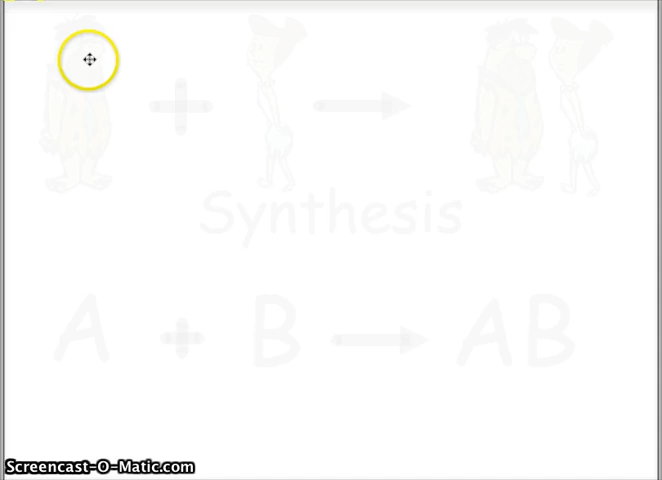 +
Synthesis
A + B → AB
Screencast-O-Matic.com